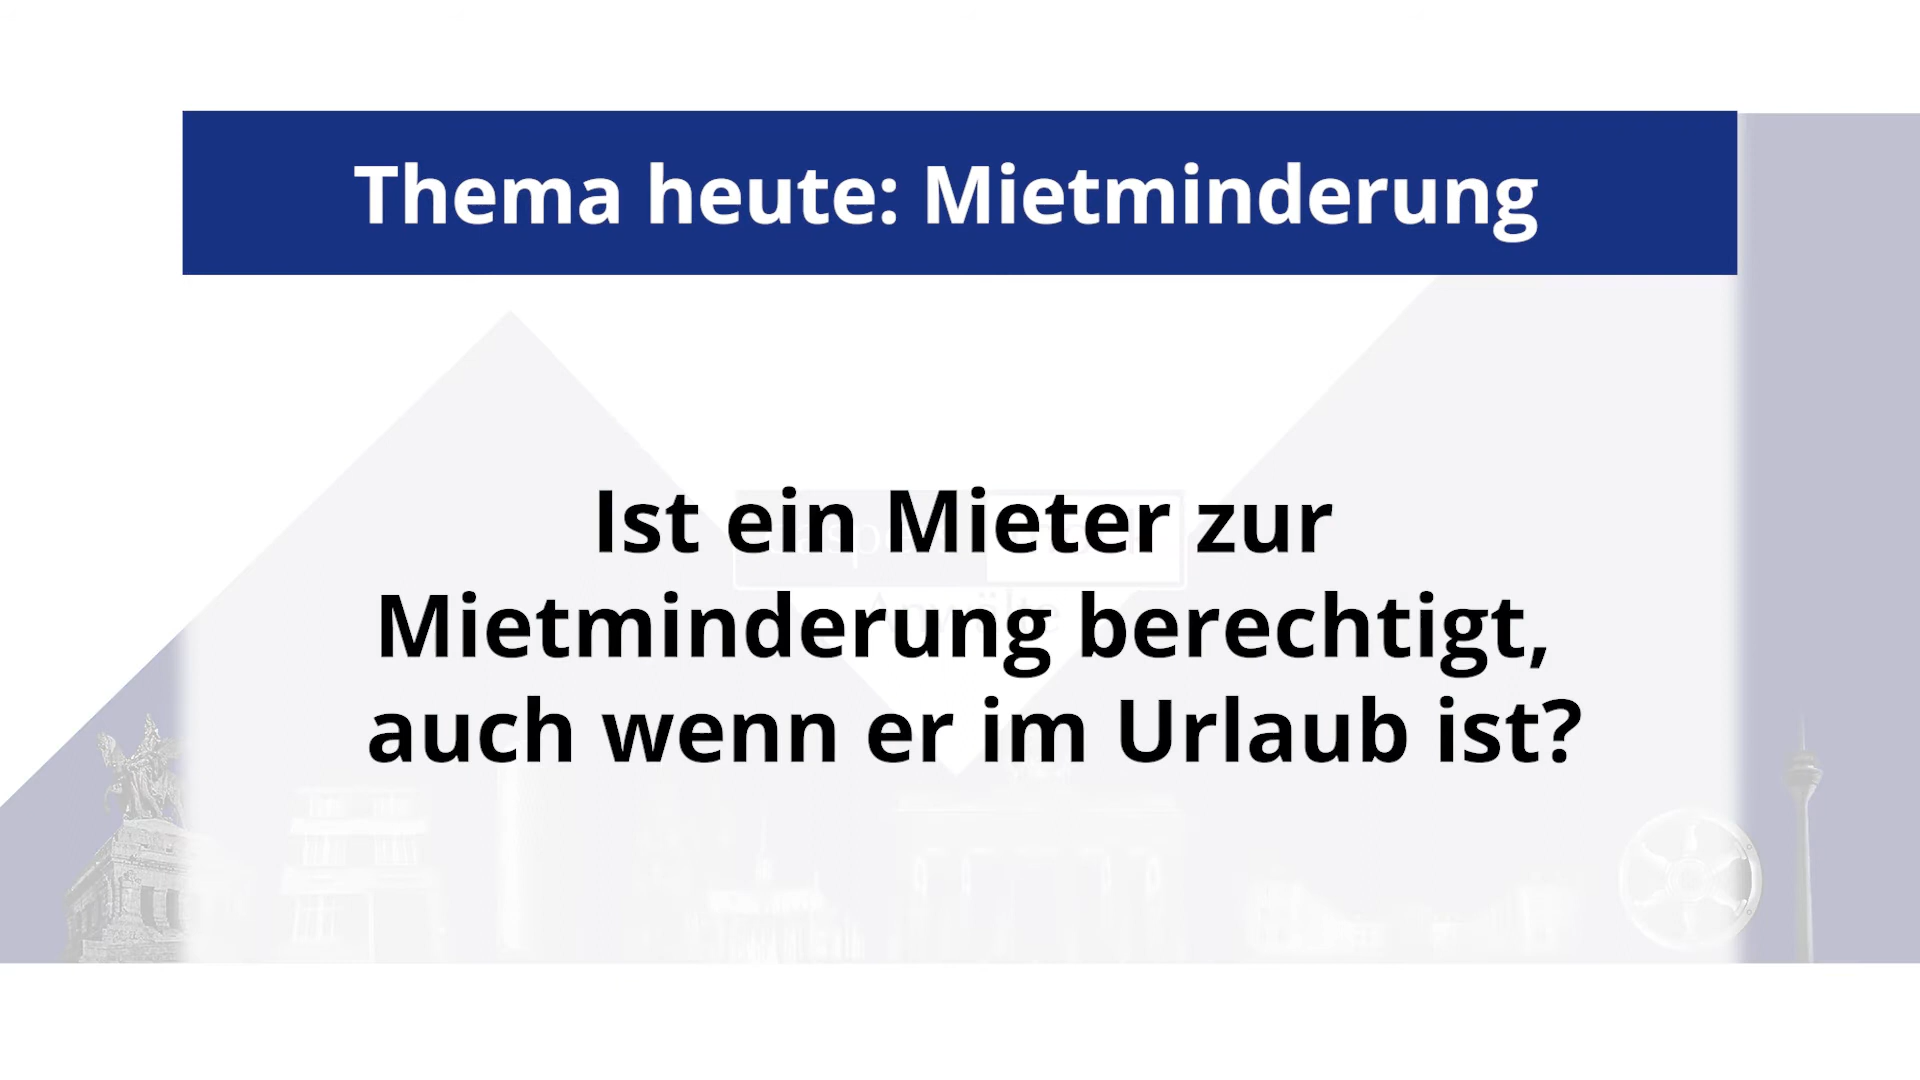 Thema heute: Mietminderung
Ist ein Mieter zur
Mietminderung berechtigt,
auch wenn er im Urlaub ist?